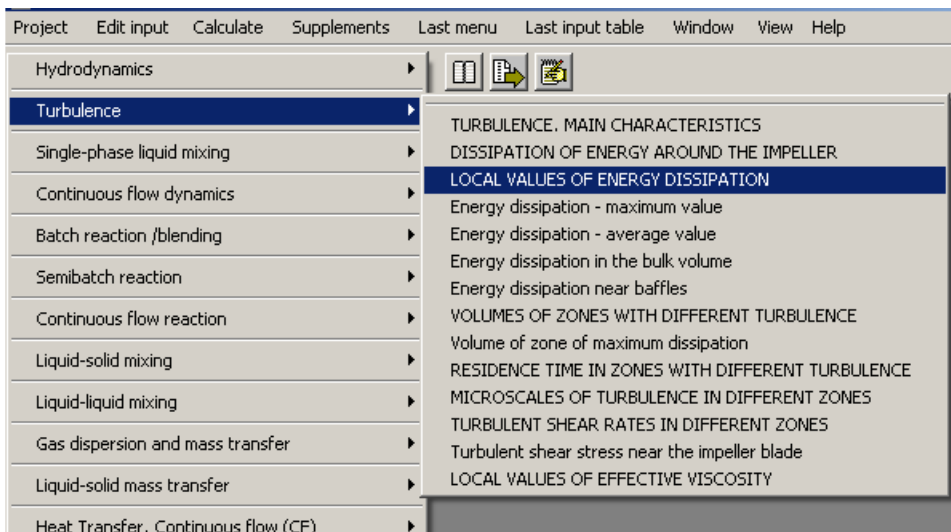 Project Edit input Calculate Supplements Last menu Last input table Window View Help
Hydrodynamics
Turbulence
Single-phase liquid mixing
Continuous flow dynamics
Batch reaction /blending
Semibatch reaction
Continuous flow reaction
Liquid-solid mixing
Liquid-liquid mixing
Gas dispersion and mass transfer
Liquid-solid mass transfer
Heat Transfer. Continuous flow (CF)
TURBULENCE. MAIN CHARACTERISTICS
DISSIPATION OF ENERGY AROUND THE IMPELLER
LOCAL VALUES OF ENERGY DISSIPATION
Energy dissipation - maximum value
Energy dissipation - average value
Energy dissipation in the bulk volume
Energy dissipation near baffles
VOLUMES OF ZONES WITH DIFFERENT TURBULENCE
Volume of zone of maximum dissipation
RESIDENCE TIME IN ZONES WITH DIFFERENT TURBULENCE
MICROSCALES OF TURBULENCE IN DIFFERENT ZONES
TURBULENT SHEAR RATES IN DIFFERENT ZONES
Turbulent shear stress near the impeller blade
LOCAL VALUES OF EFFECTIVE VISCOSITY